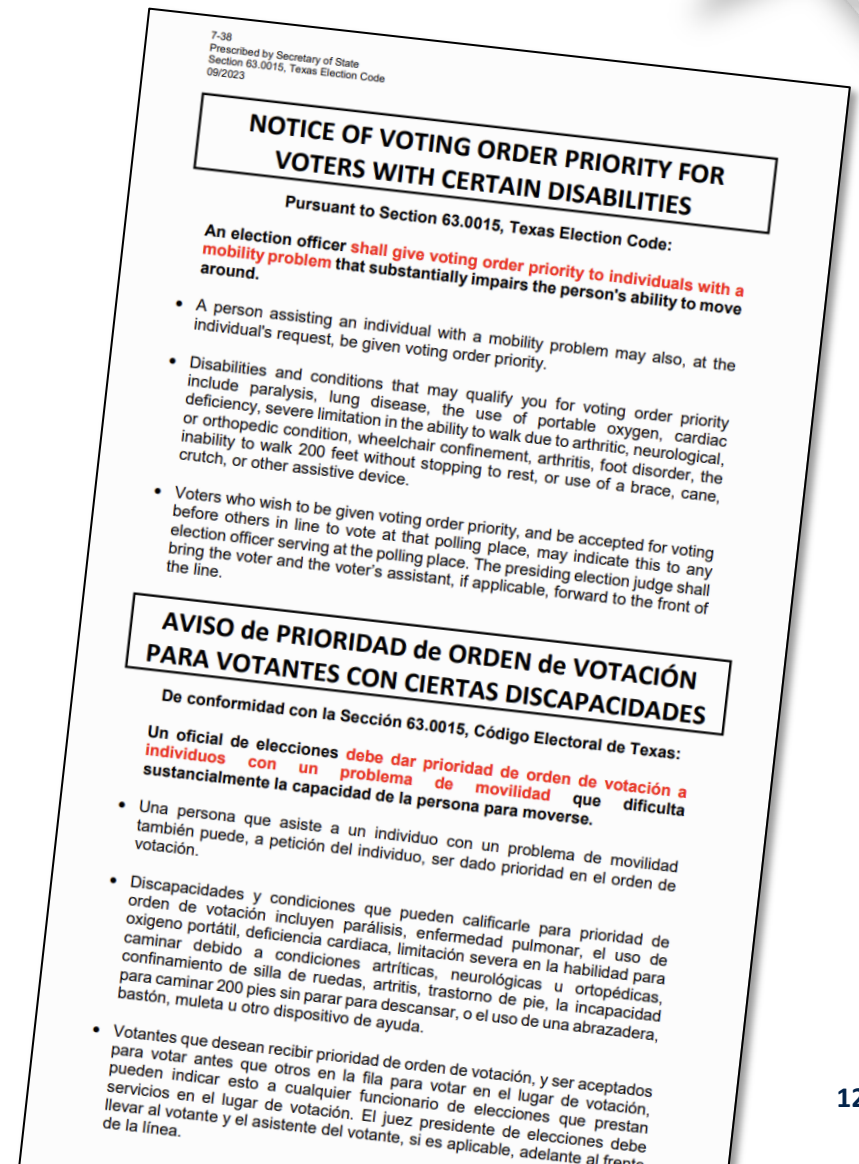 7-38
Prescribed by Secretary of State
Section 63.0015, Texas Election Code
09/2023
NOTICE OF VOTING ORDER PRIORITY FOR
VOTERS WITH CERTAIN DISABILITIES
Pursuant to Section 63.0015, Texas Election Code:
An election officer shall give voting order priority to individuals with a
mobility problem that substantially impairs the person's ability to move
around.
• A person assisting an individual with a mobility problem may also, at the
individual's request, be given voting order priority.
• Disabilities and conditions that may qualify you for voting order priority
include paralysis, lung disease, the use of portable oxygen, cardiac
deficiency, severe limitation in the ability to walk due to arthritic, neurological,
or orthopedic condition, wheelchair confinement, arthritis, foot disorder, the
inability to walk 200 feet without stopping to rest, or use of a brace, cane,
crutch, or other assistive device.
• Voters who wish to be given voting order priority, and be accepted for voting
before others in line to vote at that polling place, may indicate this to any
election officer serving at the polling place. The presiding election judge shall
bring the voter and the voter's assistant, if applicable, forward to the front of
the line.
AVISO de PRIORIDAD de ORDEN de VOTACIÓN
PARA VOTANTES CON CIERTAS DISCAPACIDADES
De conformidad con la Sección 63.0015, Código Electoral de Texas:
Un oficial de elecciones debe dar prioridad de orden de votación a
individuos con un problema de movilidad que dificulta
sustancialmente la capacidad de la persona para moverse.
• Una persona que asiste a un individuo con un problema de movilidad
también puede, a petición del individuo, ser dado prioridad en el orden de
votación.
• Discapacidades y condiciones que pueden calificarle para prioridad de
orden de votación incluyen parálisis, enfermedad pulmonar, el uso de
oxigeno portátil, deficiencia cardiaca, limitación severa en la habilidad para
caminar debido a condiciones artríticas, neurológicas u ortopédicas,
confinamiento de silla de ruedas, artritis, trastorno de pie, la incapacidad
para caminar 200 pies sin parar para descansar, o el uso de una abrazadera,
bastón, muleta u otro dispositivo de ayuda.
• Votantes que desean recibir prioridad de orden de votación, y ser aceptados
para votar antes que otros en la fila para votar en el lugar de votación,
pueden indicar esto a cualquier funcionario de elecciones que prestan
servicios en el lugar de votación. El juez presidente de elecciones debe
llevar al votante y el asistente del votante, si es aplicable, adelante al frente
de la línea.
12